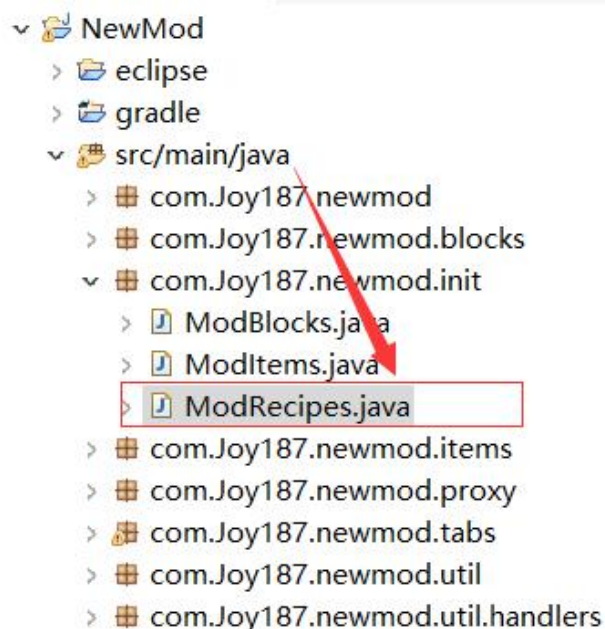 NewMod
eclipse
gradle
src/main/java
com.Joy187.newmod
com.Joy187.newmod.blocks
com.Joy187.newmod.init
ModBlocks.java
ModItems.java
ModRecipes.java
com.Joy187.newmod.items
com.Joy187.newmod.proxy
com.Joy187.newmod.tabs
com.Joy187.newmod.util
com.Joy187.newmod.util.handlers